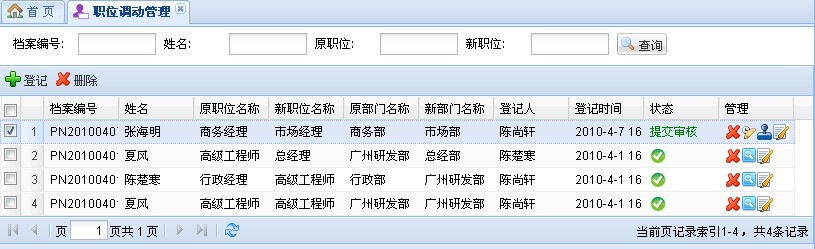 首 页 职位调动管理
档案编号: 姓名: 原职位: 新职位: 查询
登记 删除
档案编号 姓名 原职位名称 新职位名称 原部门名称 新部门名称 登记人 登记时间 状态 管理
1 PN2010040 张海明 商务经理 市场经理 商务部 市场部 陈尚轩 2010-4-7 16 提交审核
2 PN2010040 夏风 高级工程师 总经理 广州研发部 总经部 陈楚寒 2010-4-1 16
3 PN2010040 陈楚寒 行政经理 高级工程师 行政部 广州研发部 陈尚轩 2010-4-1 16
4 PN2010040 夏风 高级工程师 高级工程师 广州研发部 广州研发部 陈尚轩 2010-4-1 16
页 1 页共 1 页 当前页记录索引1-4，共4条记录